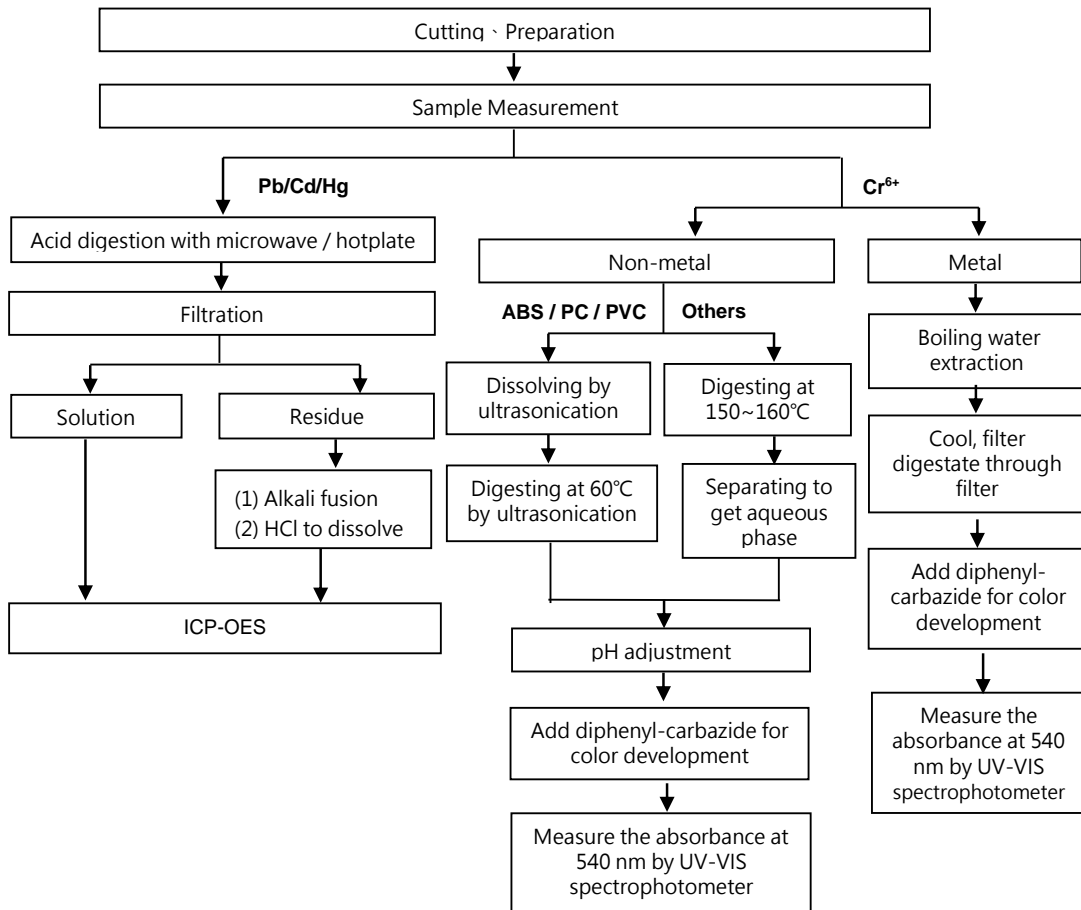 Cutting、Preparation
Sample Measurement
Pb/Cd/Hg
Cr6+
Acid digestion with microwave / hotplate
Non-metal
Metal
Filtration
ABS / PC / PVC
Others
Boiling water
extraction
Solution
Residue
Dissolving by
ultrasonication
Digesting at
150~160℃
Cool, filter
digestate through
filter
(1) Alkali fusion
(2) HCl to dissolve
Digesting at 60℃
by ultrasonication
Separating to
get aqueous
phase
Add diphenyl-
carbazide for color
development
ICP-OES
pH adjustment
Add diphenyl-carbazide for
color development
Measure the
absorbance at 540
nm by UV-VIS
spectrophotometer
Measure the absorbance at
540 nm by UV-VIS
spectrophotometer